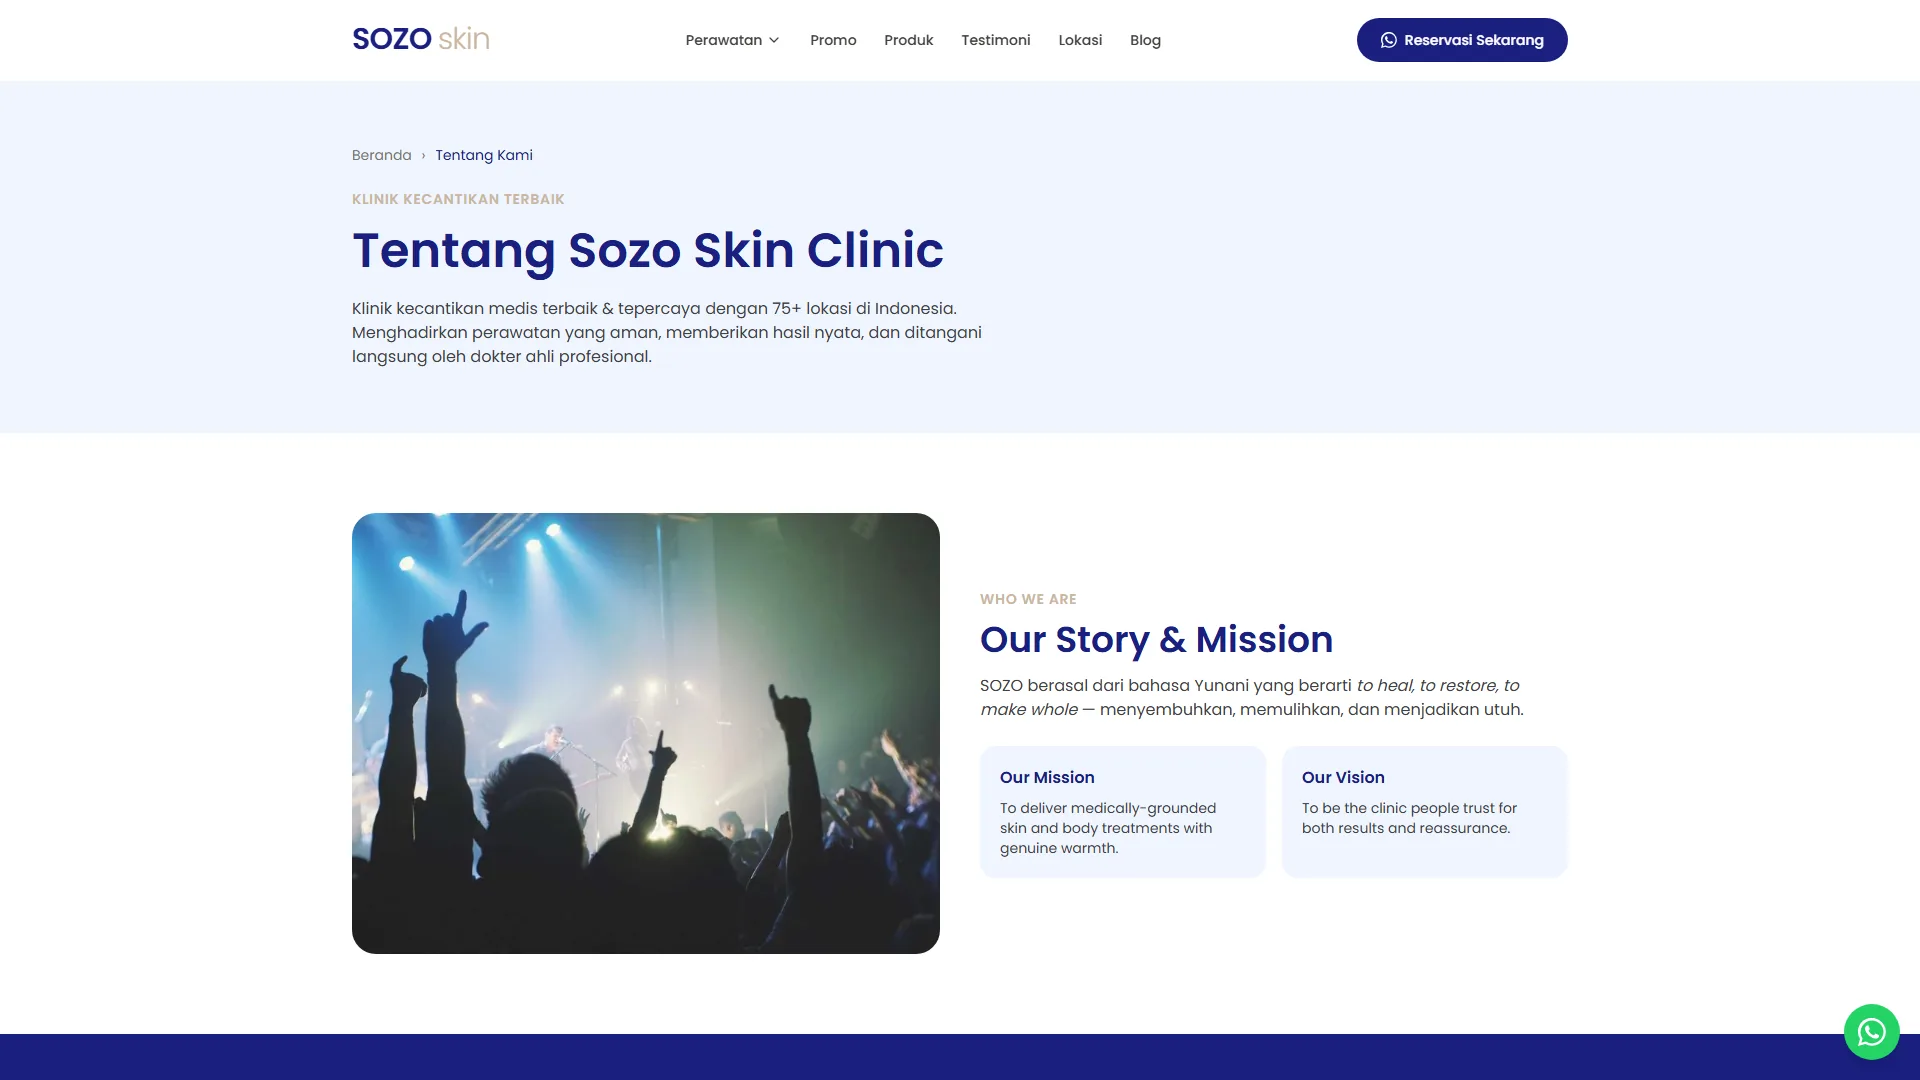 SOZO skin
Perawatan
Promo
Produk
Testimoni
Lokasi
Blog
Reservasi Sekarang
Beranda › Tentang Kami
KLINIK KECANTIKAN TERBAIK
Tentang Sozo Skin Clinic
Klinik kecantikan medis terbaik & tepercaya dengan 75+ lokasi di Indonesia.
Menghadirkan perawatan yang aman, memberikan hasil nyata, dan ditangani
langsung oleh dokter ahli profesional.
WHO WE ARE
Our Story & Mission
SOZO berasal dari bahasa Yunani yang berarti to heal, to restore, to
make whole — menyembuhkan, memulihkan, dan menjadikan utuh.
Our Mission
To deliver medically-grounded
skin and body treatments with
genuine warmth.
Our Vision
To be the clinic people trust for
both results and reassurance.